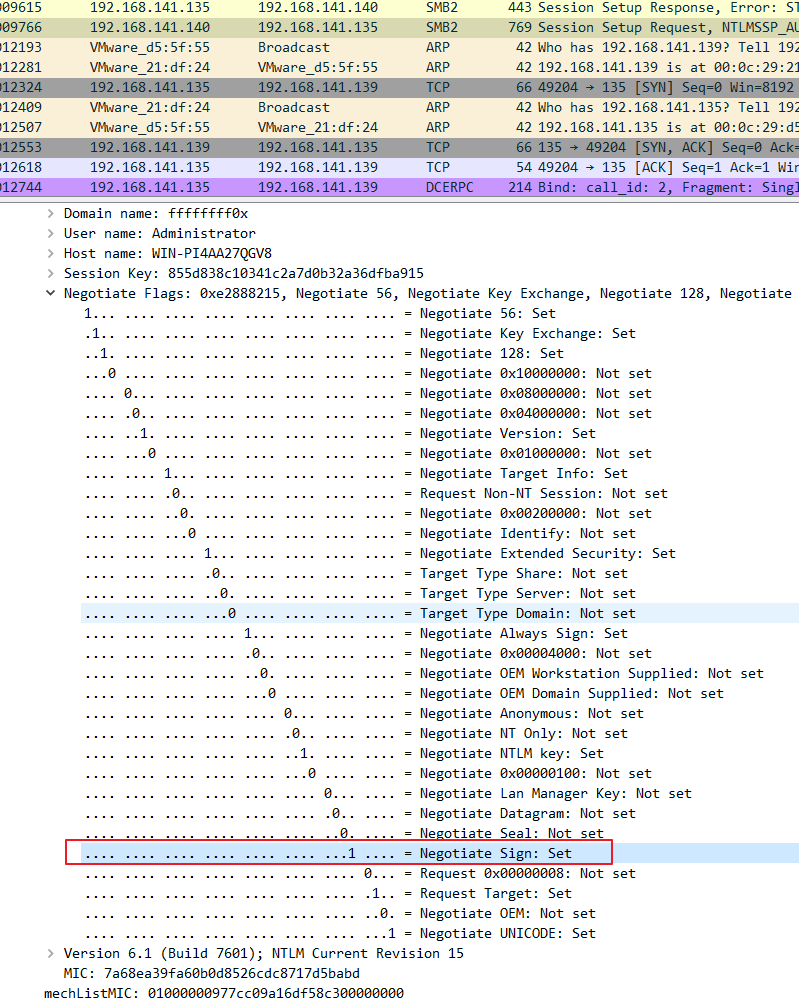 009615 192.168.141.135 192.168.141.140 SMB2 443 Session Setup Response, Error: ST
009766 192.168.141.140 192.168.141.135 SMB2 769 Session Setup Request, NTLMSSP_AU
012193 VMware_d5:5f:55 Broadcast ARP 42 Who has 192.168.141.139? Tell 192
012281 VMware_21:df:24 VMware_d5:5f:55 ARP 42 192.168.141.139 is at 00:0c:29:21
012324 192.168.141.135 192.168.141.139 TCP 66 49204 → 135 [SYN] Seq=0 Win=8192
012409 VMware_21:df:24 Broadcast ARP 42 Who has 192.168.141.135? Tell 192
012507 VMware_d5:5f:55 VMware_21:df:24 ARP 42 192.168.141.135 is at 00:0c:29:d5
012553 192.168.141.139 192.168.141.135 TCP 66 135 → 49204 [SYN, ACK] Seq=0 Ack=
012618 192.168.141.135 192.168.141.139 TCP 54 49204 → 135 [ACK] Seq=1 Ack=1 Win
012744 192.168.141.135 192.168.141.139 DCERPC 214 Bind: call_id: 2, Fragment: Singl
Domain name: ffffffff0x
User name: Administrator
Host name: WIN-PI4AA27QGV8
Session Key: 855d838c10341c2a7d0b32a36dfba915
Negotiate Flags: 0xe2888215, Negotiate 56, Negotiate Key Exchange, Negotiate 128, Negotiate
1... .... .... .... .... .... .... .... = Negotiate 56: Set
.1.. .... .... .... .... .... .... .... = Negotiate Key Exchange: Set
..1. .... .... .... .... .... .... .... = Negotiate 128: Set
...0 .... .... .... .... .... .... .... = Negotiate 0x10000000: Not set
.... 0... .... .... .... .... .... .... = Negotiate 0x08000000: Not set
.... .0.. .... .... .... .... .... .... = Negotiate 0x04000000: Not set
.... ..1. .... .... .... .... .... .... = Negotiate Version: Set
.... ...0 .... .... .... .... .... .... = Negotiate 0x01000000: Not set
.... .... 1... .... .... .... .... .... = Negotiate Target Info: Set
.... .... .0.. .... .... .... .... .... = Request Non-NT Session: Not set
.... .... ..0. .... .... .... .... .... = Negotiate 0x00200000: Not set
.... .... ...0 .... .... .... .... .... = Negotiate Identify: Not set
.... .... .... 1... .... .... .... .... = Negotiate Extended Security: Set
.... .... .... .0.. .... .... .... .... = Target Type Share: Not set
.... .... .... ..0. .... .... .... .... = Target Type Server: Not set
.... .... .... ...0 .... .... .... .... = Target Type Domain: Not set
.... .... .... .... 1... .... .... .... = Negotiate Always Sign: Set
.... .... .... .... .0.. .... .... .... = Negotiate 0x00004000: Not set
.... .... .... .... ..0. .... .... .... = Negotiate OEM Workstation Supplied: Not set
.... .... .... .... ...0 .... .... .... = Negotiate OEM Domain Supplied: Not set
.... .... .... .... .... 0... .... .... = Negotiate Anonymous: Not set
.... .... .... .... .... .0.. .... .... = Negotiate NT Only: Not set
.... .... .... .... .... ..1. .... .... = Negotiate NTLM key: Set
.... .... .... .... .... ...0 .... .... = Negotiate 0x00000100: Not set
.... .... .... .... .... .... 0... .... = Negotiate Lan Manager Key: Not set
.... .... .... .... .... .... .0.. .... = Negotiate Datagram: Not set
.... .... .... .... .... .... ..0. .... = Negotiate Seal: Not set
.... .... .... .... .... .... ...1 .... = Negotiate Sign: Set
.... .... .... .... .... .... .... 0... = Request 0x00000008: Not set
.... .... .... .... .... .... .... .1.. = Request Target: Set
.... .... .... .... .... .... .... ..0. = Negotiate OEM: Not set
.... .... .... .... .... .... .... ...1 = Negotiate UNICODE: Set
Version 6.1 (Build 7601); NTLM Current Revision 15
MIC: 7a68ea39fa60b0d8526cdc8717d5babd
mechListMIC: 01000000977cc09a16df58c300000000